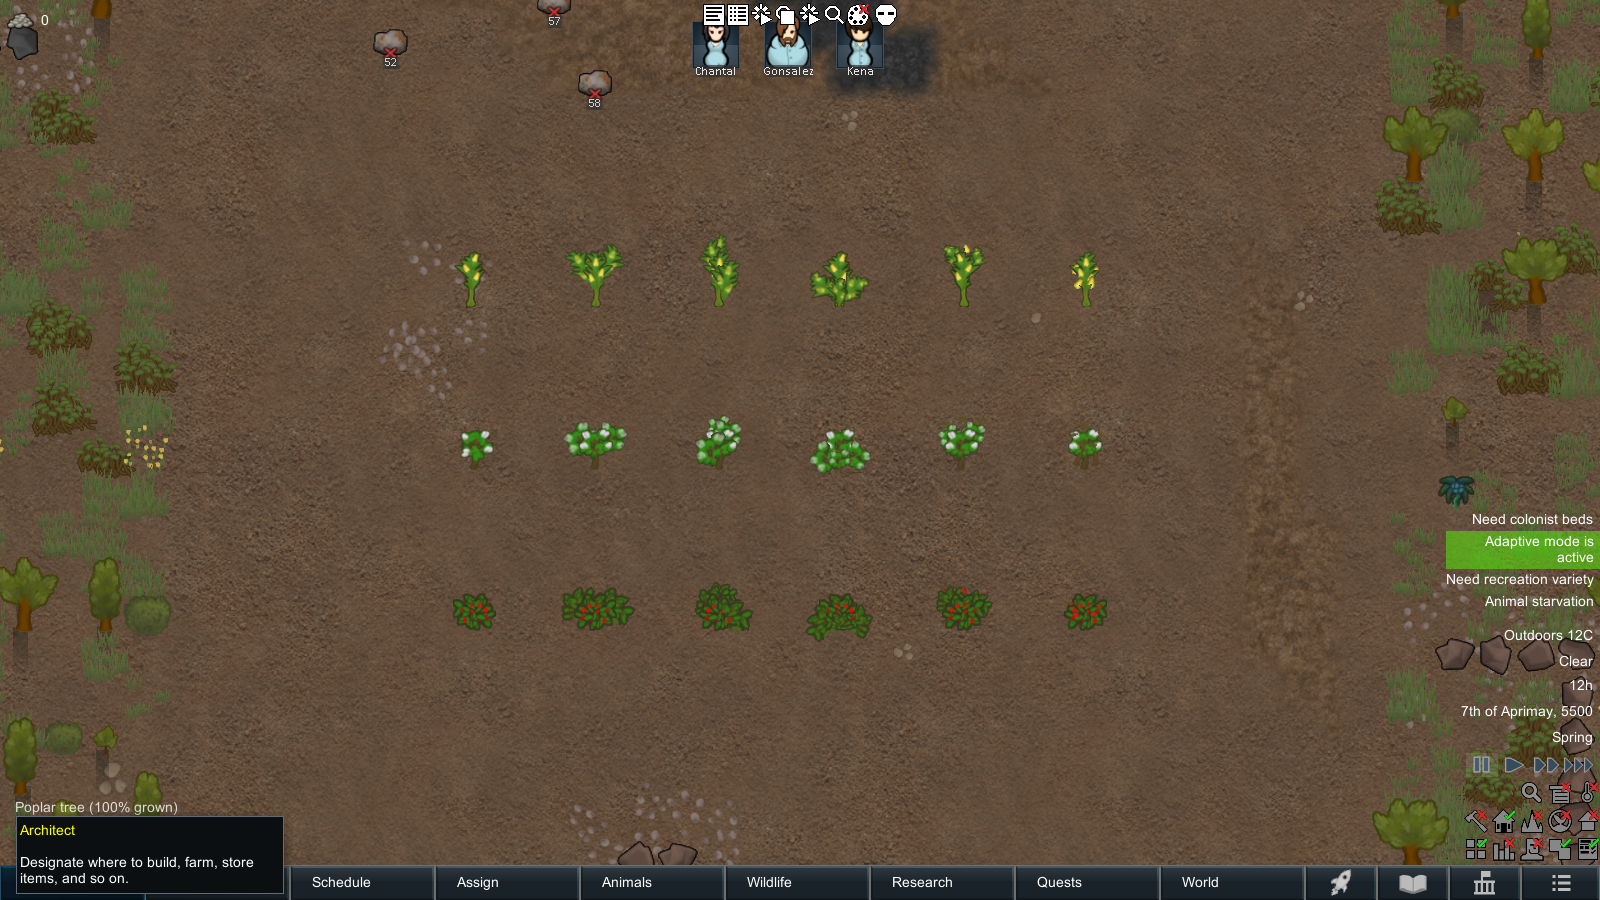 0
57
52
58
Chantal
Gonsalez
Kena
Need colonist beds
Adaptive mode is
active
Need recreation variety
Animal starvation
Outdoors 12C
Clear
12h
7th of Aprimay, 5500
Spring
Poplar tree (100% grown)
Architect
Designate where to build, farm, store
items, and so on.
Schedule
Assign
Animals
Wildlife
Research
Quests
World